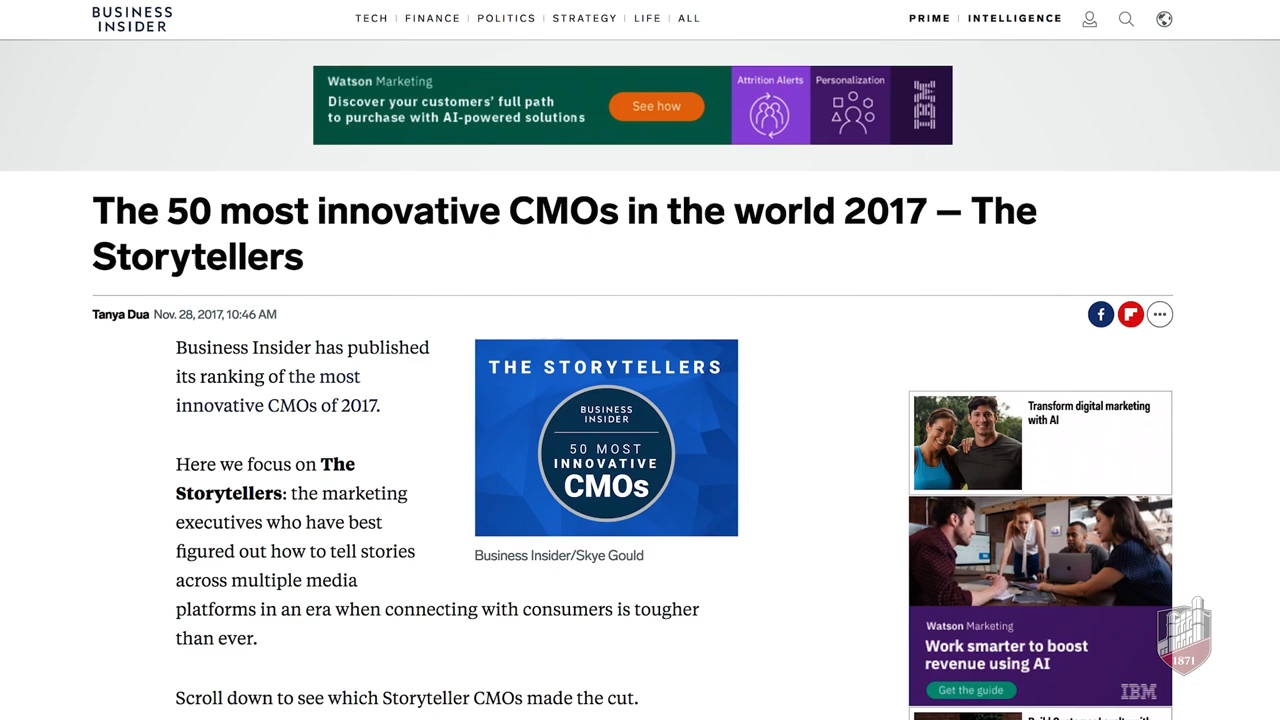 BUSINESS
INSIDER
TECH | FINANCE | POLITICS | STRATEGY | LIFE | ALL
PRIME | INTELLIGENCE
Watson Marketing
Discover your customers' full path
to purchase with AI-powered solutions
See how
Attrition Alerts
Personalization
IBM
The 50 most innovative CMOs in the world 2017 – The
Storytellers
Tanya Dua Nov. 28, 2017, 10:46 AM
Business Insider has published
its ranking of the most
innovative CMOs of 2017.
Here we focus on The
Storytellers: the marketing
executives who have best
figured out how to tell stories
across multiple media
platforms in an era when connecting with consumers is tougher
than ever.
Scroll down to see which Storyteller CMOs made the cut.
THE STORYTELLERS
BUSINESS
INSIDER
50 MOST
INNOVATIVE
CMOs
Business Insider/Skye Gould
Transform digital marketing
with AI
Watson Marketing
Work smarter to boost
revenue using AI
Get the guide
IBM
1871